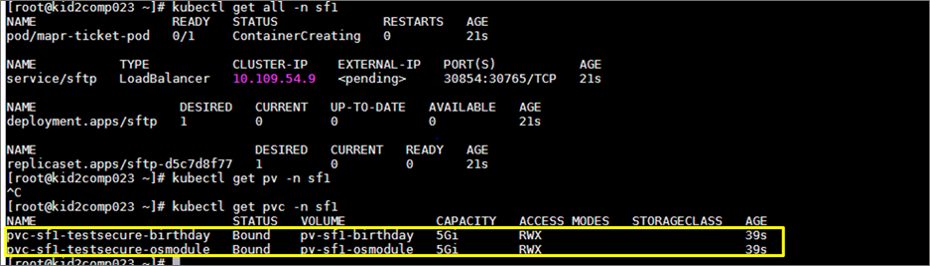 [root@kid2comp023 ~]# kubectl get all -n sf1
NAME READY STATUS RESTARTS AGE
pod/mapr-ticket-pod 0/1 ContainerCreating 0 21s
NAME TYPE CLUSTER-IP EXTERNAL-IP PORT(S) AGE
service/sftp LoadBalancer 10.109.54.9 <pending> 30854:30765/TCP 21s
NAME DESIRED CURRENT UP-TO-DATE AVAILABLE AGE
deployment.apps/sftp 1 0 0 0 21s
NAME DESIRED CURRENT READY AGE
replicaset.apps/sftp-d5c7d8f77 1 0 0 21s
[root@kid2comp023 ~]# kubectl get pv -n sf1
^C
[root@kid2comp023 ~]# kubectl get pvc -n sf1
NAME STATUS VOLUME CAPACITY ACCESS MODES STORAGECLASS AGE
pvc-sf1-testsecure-birthday Bound pv-sf1-birthday 5Gi RWX 39s
pvc-sf1-testsecure-osmodule Bound pv-sf1-osmodule 5Gi RWX 39s
[root@kid2comp023 ~]#